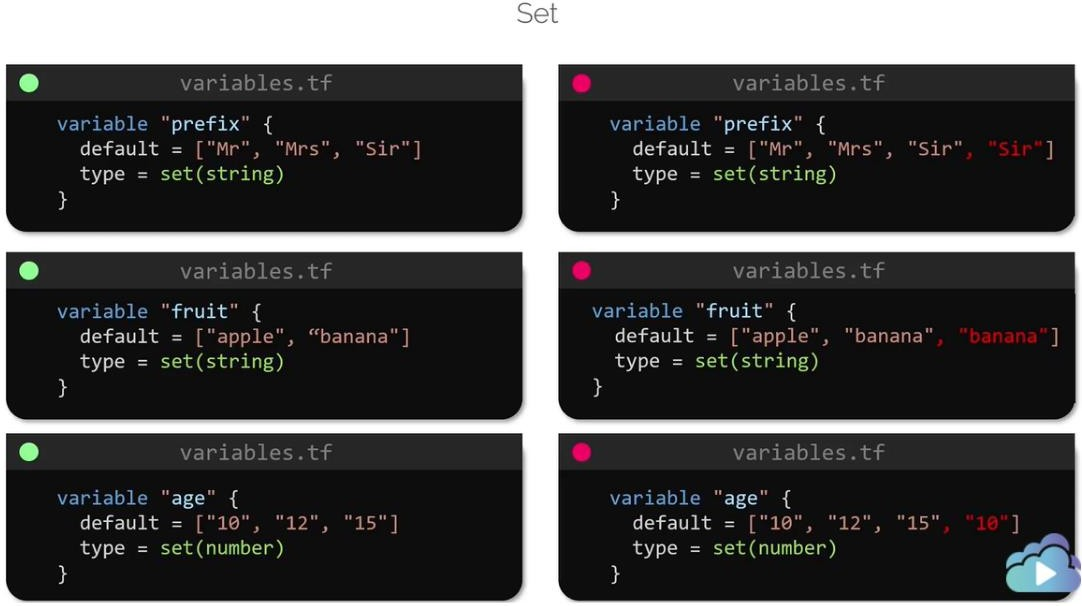 Set
variables.tf
variable "prefix" {
default = ["Mr", "Mrs", "Sir"]
type = set(string)
}
variables.tf
variable "prefix" {
default = ["Mr", "Mrs", "Sir", "Sir"]
type = set(string)
}
variables.tf
variable "fruit" {
default = ["apple", “banana"]
type = set(string)
}
variables.tf
variable "fruit" {
default = ["apple", "banana", "banana"]
type = set(string)
}
variables.tf
variable "age" {
default = ["10", "12", "15"]
type = set(number)
}
variables.tf
variable "age" {
default = ["10", "12", "15", "10"]
type = set(number)
}